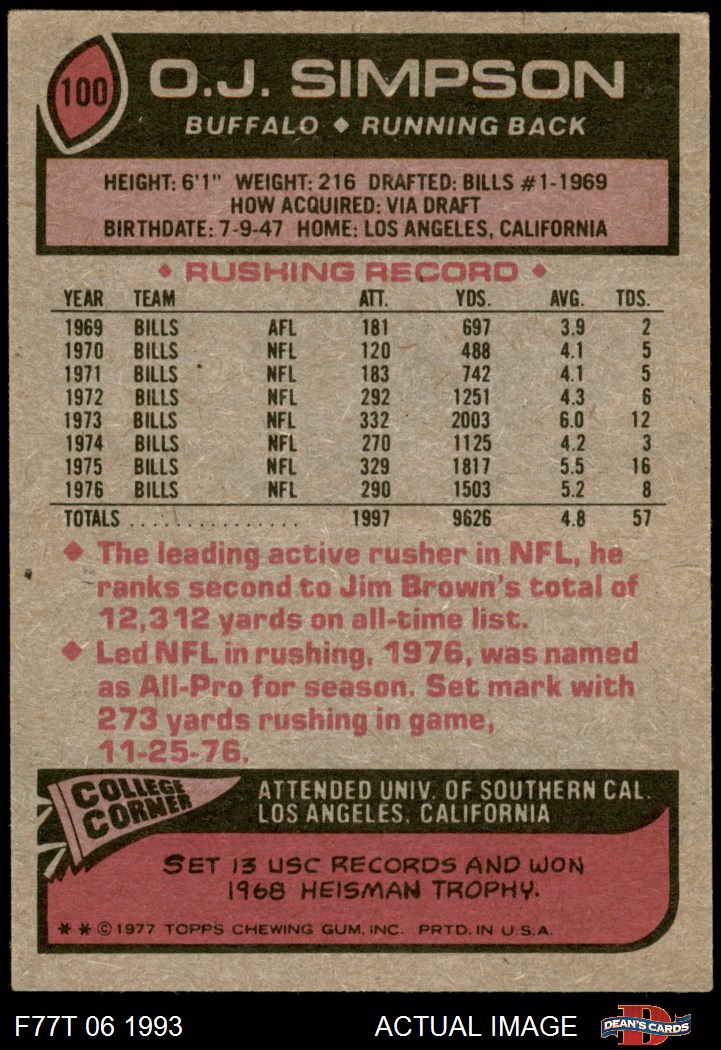 100
O.J. SIMPSON
BUFFALO ♦ RUNNING BACK
HEIGHT: 6'1" WEIGHT: 216 DRAFTED: BILLS #1-1969
HOW ACQUIRED: VIA DRAFT
BIRTHDATE: 7-9-47 HOME: LOS ANGELES, CALIFORNIA
♦ RUSHING RECORD ♦
YEAR TEAM ATT. YDS. AVG. TDS.
1969 BILLS AFL 181 697 3.9 2
1970 BILLS NFL 120 488 4.1 5
1971 BILLS NFL 183 742 4.1 5
1972 BILLS NFL 292 1251 4.3 6
1973 BILLS NFL 332 2003 6.0 12
1974 BILLS NFL 270 1125 4.2 3
1975 BILLS NFL 329 1817 5.5 16
1976 BILLS NFL 290 1503 5.2 8
TOTALS ................ 1997 9626 4.8 57
♦ The leading active rusher in NFL, he
ranks second to Jim Brown's total of
12,312 yards on all-time list.
♦ Led NFL in rushing, 1976, was named
as All-Pro for season. Set mark with
273 yards rushing in game,
11-25-76.
COLLEGE
CORNER
ATTENDED UNIV. OF SOUTHERN CAL.
LOS ANGELES, CALIFORNIA
SET 13 USC RECORDS AND WON
1968 HEISMAN TROPHY.
* * © 1977 TOPPS CHEWING GUM, INC. PRTD. IN U.S.A.
F77T 06 1993 ACTUAL IMAGE D DEAN'S CARDS